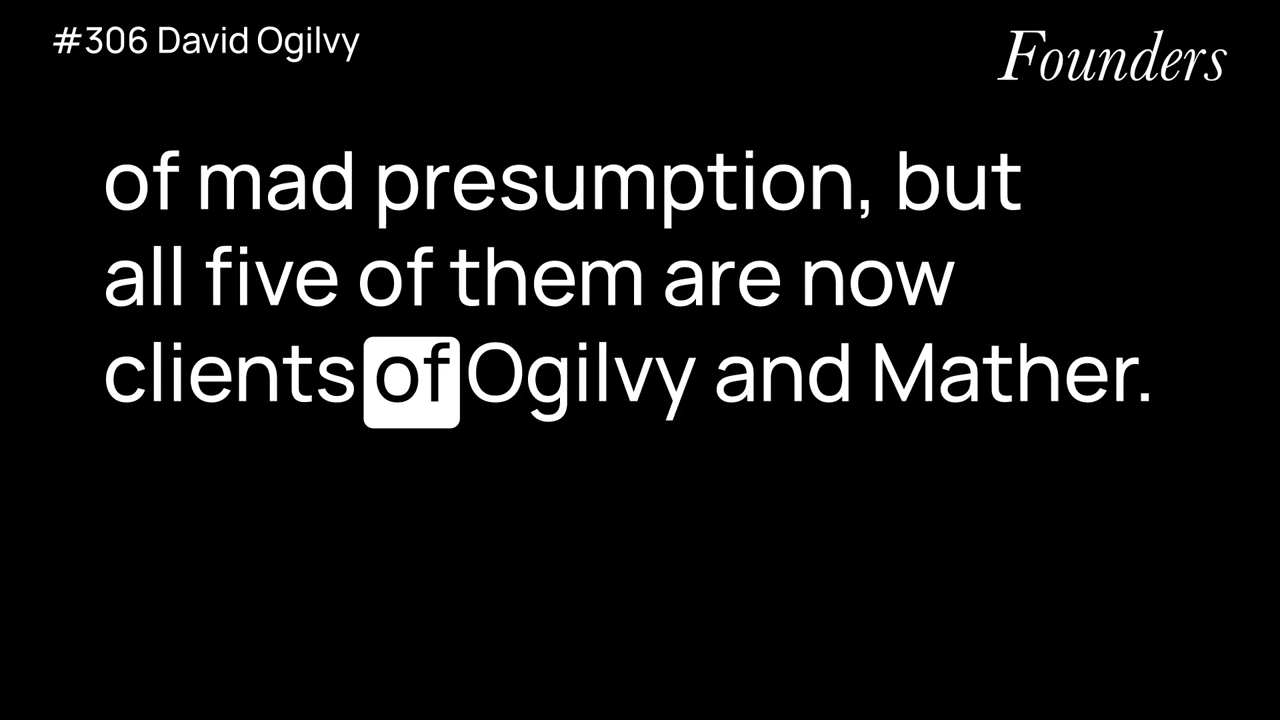 #306 David Ogilvy
Founders
of mad presumption, but
all five of them are now
clients of Ogilvy and Mather.